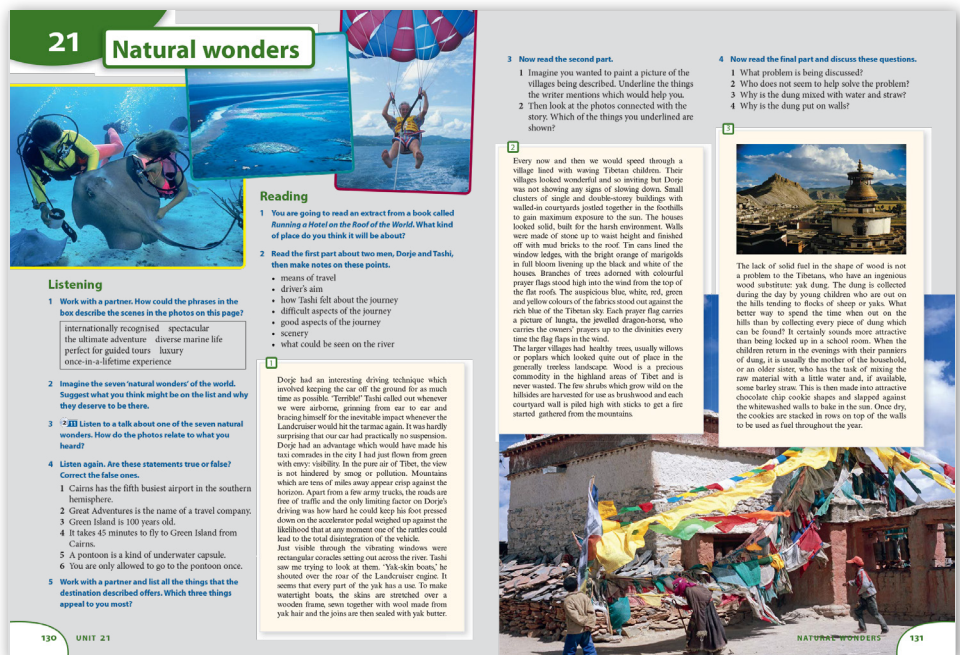 21
Natural wonders
Listening
1 Work with a partner. How could the phrases in the
box describe the scenes in the photos on this page?
internationally recognised spectacular
the ultimate adventure diverse marine life
perfect for guided tours luxury
once-in-a-lifetime experience
2 Imagine the seven 'natural wonders' of the world.
Suggest what you think might be on the list and why
they deserve to be there.
3 2 11 Listen to a talk about one of the seven natural
wonders. How do the photos relate to what you
heard?
4 Listen again. Are these statements true or false?
Correct the false ones.
1 Cairns has the fifth busiest airport in the southern
hemisphere.
2 Great Adventures is the name of a travel company.
3 Green Island is 100 years old.
4 It takes 45 minutes to fly to Green Island from
Cairns.
5 A pontoon is a kind of underwater capsule.
6 You are only allowed to go to the pontoon once.
5 Work with a partner and list all the things that the
destination described offers. Which three things
appeal to you most?
130 UNIT 21
Reading
1 You are going to read an extract from a book called
Running a Hotel on the Roof of the World. What kind
of place do you think it will be about?
2 Read the first part about two men, Dorje and Tashi,
then make notes on these points.
• means of travel
• driver's aim
• how Tashi felt about the journey
• difficult aspects of the journey
• good aspects of the journey
• scenery
• what could be seen on the river
1
Dorje had an interesting driving technique which
involved keeping the car off the ground for as much
time as possible. 'Terrible!' Tashi called out whenever
we were airborne, grinning from ear to ear and
bracing himself for the inevitable impact whenever the
Landcruiser would hit the tarmac again. It was hardly
surprising that our car had practically no suspension.
Dorje had an advantage which would have made his
taxi comrades in the city I had just flown from green
with envy: visibility. In the pure air of Tibet, the view
is not hindered by smog or pollution. Mountains
which are tens of miles away appear crisp against the
horizon. Apart from a few army trucks, the roads are
free of traffic and the only limiting factor on Dorje's
driving was how hard he could keep his foot pressed
down on the accelerator pedal weighed up against the
likelihood that at any moment one of the rattles could
lead to the total disintegration of the vehicle.
Just visible through the vibrating windows were
rectangular coracles setting out across the river. Tashi
saw me trying to look at them. 'Yak-skin boats,' he
shouted over the roar of the Landcruiser engine. It
seems that every part of the yak has a use. To make
watertight boats, the skins are stretched over a
wooden frame, sewn together with wool made from
yak hair and the joins are then sealed with yak butter.
3 Now read the second part.
1 Imagine you wanted to paint a picture of the
villages being described. Underline the things
the writer mentions which would help you.
2 Then look at the photos connected with the
story. Which of the things you underlined are
shown?
2
Every now and then we would speed through a
village lined with waving Tibetan children. Their
villages looked wonderful and so inviting but Dorje
was not showing any signs of slowing down. Small
clusters of single and double-storey buildings with
walled-in courtyards jostled together in the foothills
to gain maximum exposure to the sun. The houses
looked solid, built for the harsh environment. Walls
were made of stone up to waist height and finished
off with mud bricks to the roof. Tin cans lined the
window ledges, with the bright orange of marigolds
in full bloom livening up the black and white of the
houses. Branches of trees adorned with colourful
prayer flags stood high into the wind from the top of
the flat roofs. The auspicious blue, white, red, green
and yellow colours of the fabrics stood out against the
rich blue of the Tibetan sky. Each prayer flag carries
a picture of lungta, the jewelled dragon-horse, who
carries the owners' prayers up to the divinities every
time the flag flaps in the wind.
The larger villages had healthy trees, usually willows
or poplars which looked quite out of place in the
generally treeless landscape. Wood is a precious
commodity in the highland areas of Tibet and is
never wasted. The few shrubs which grow wild on the
hillsides are harvested for use as brushwood and each
courtyard wall is piled high with sticks to get a fire
started gathered from the mountains.
4 Now read the final part and discuss these questions.
1 What problem is being discussed?
2 Who does not seem to help solve the problem?
3 Why is the dung mixed with water and straw?
4 Why is the dung put on walls?
3
The lack of solid fuel in the shape of wood is not
a problem to the Tibetans, who have an ingenious
wood substitute: yak dung. The dung is collected
during the day by young children who are out on
the hills tending to flocks of sheep or yaks. What
better way to spend the time when out on the
hills than by collecting every piece of dung which
can be found? It certainly sounds more attractive
than being locked up in a school room. When the
children return in the evenings with their panniers
of dung, it is usually the mother of the household,
or an older sister, who has the task of mixing the
raw material with a little water and, if available,
some barley straw. This is then made into attractive
chocolate chip cookie shapes and slapped against
the whitewashed walls to bake in the sun. Once dry,
the cookies are stacked in rows on top of the walls
to be used as fuel throughout the year.
NATURAL WONDERS 131